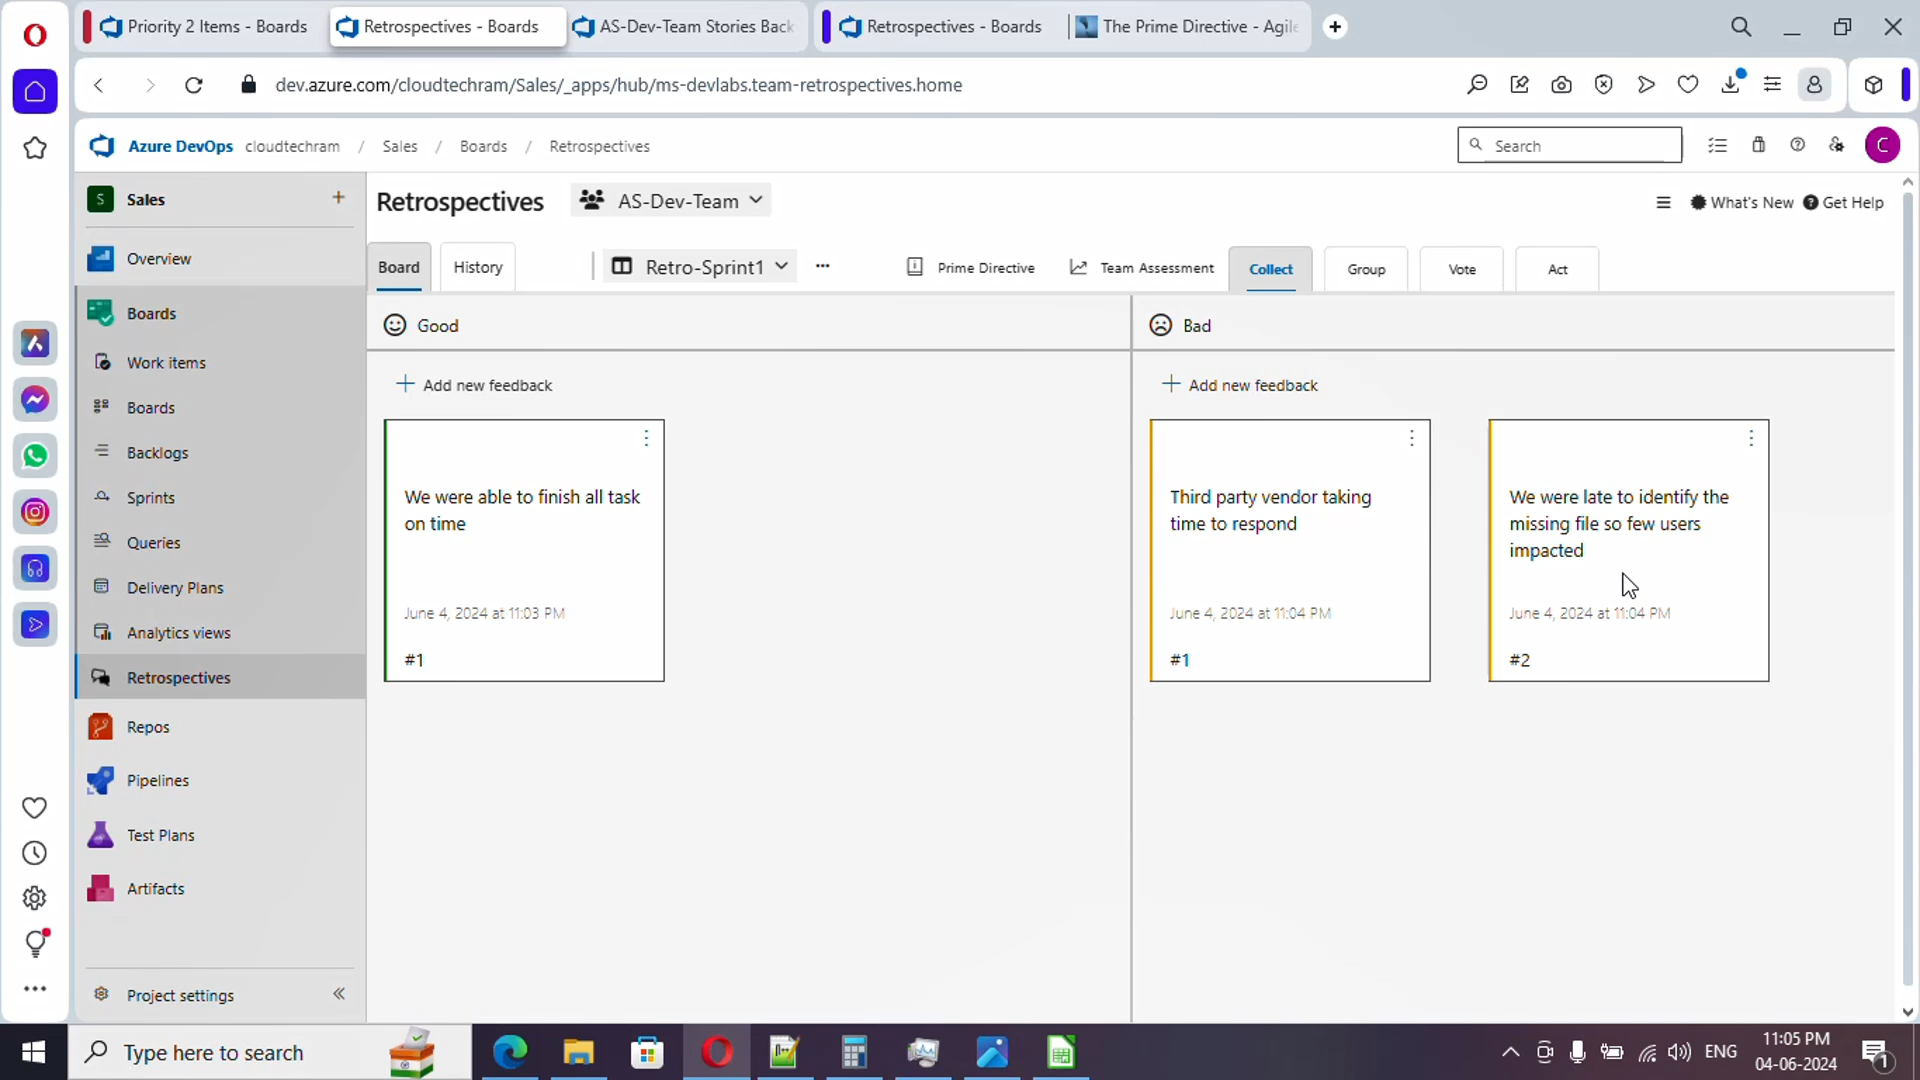 Priority 2 Items - Boards
Retrospectives - Boards
AS-Dev-Team Stories Back
Retrospectives - Boards
The Prime Directive - Agile
dev.azure.com/cloudtechram/Sales/_apps/hub/ms-devlabs.team-retrospectives.home
Azure DevOps cloudtechram / Sales / Boards / Retrospectives
Search
C
S Sales
Overview
Boards
Work items
Boards
Backlogs
Sprints
Queries
Delivery Plans
Analytics views
Retrospectives
Repos
Pipelines
Test Plans
Artifacts
Project settings
Retrospectives
AS-Dev-Team
What's New
Get Help
Board
History
Retro-Sprint1
Prime Directive
Team Assessment
Collect
Group
Vote
Act
Good
Add new feedback
We were able to finish all task
on time
June 4, 2024 at 11:03 PM
#1
Bad
Add new feedback
Third party vendor taking
time to respond
June 4, 2024 at 11:04 PM
#1
We were late to identify the
missing file so few users
impacted
June 4, 2024 at 11:04 PM
#2
Type here to search
ENG
11:05 PM
04-06-2024
1